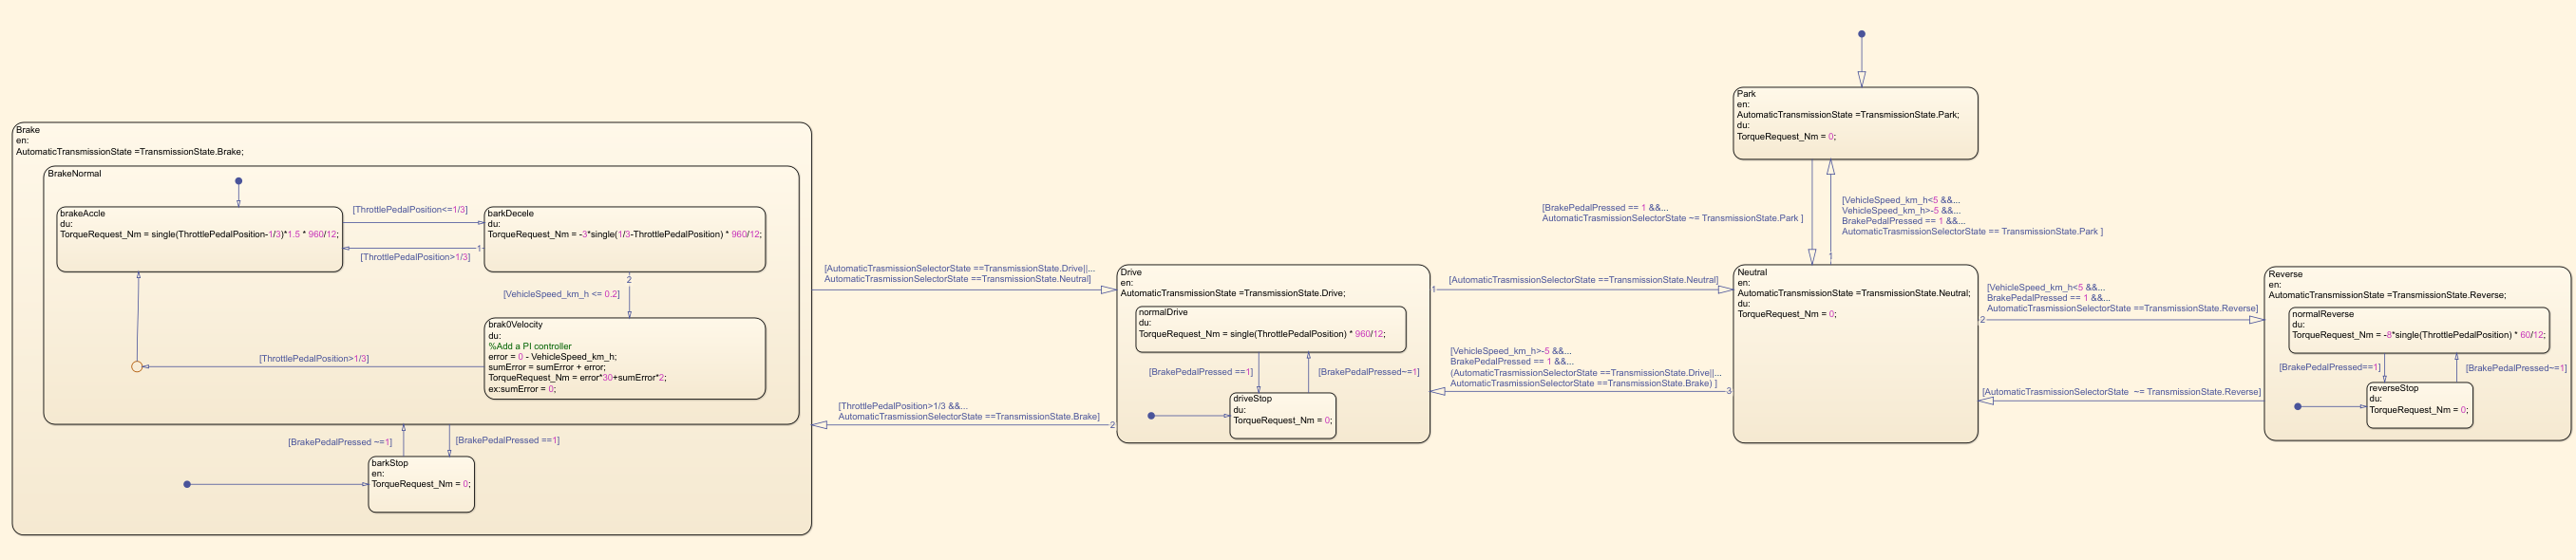 Park
en:
AutomaticTransmissionState =TransmissionState.Park;
du:
TorqueRequest_Nm = 0;
[BrakePedalPressed == 1 &&...
AutomaticTrasmissionSelectorState ~= TransmissionState.Park ]
1
[VehicleSpeed_km_h<5 &&...
VehicleSpeed_km_h>-5 &&...
BrakePedalPressed == 1 &&...
AutomaticTrasmissionSelectorState == TransmissionState.Park ]
Brake
en:
AutomaticTransmissionState =TransmissionState.Brake;
BrakeNormal
brakeAccle
du:
TorqueRequest_Nm = single(ThrottlePedalPosition-1/3)*1.5 * 960/12;
[ThrottlePedalPosition<=1/3]
1
[ThrottlePedalPosition>1/3]
barkDecele
du:
TorqueRequest_Nm = -3*single(1/3-ThrottlePedalPosition) * 960/12;
2
[VehicleSpeed_km_h <= 0.2]
brak0Velocity
du:
%Add a PI controller
error = 0 - VehicleSpeed_km_h;
sumError = sumError + error;
TorqueRequest_Nm = error*30+sumError*2;
ex:sumError = 0;
[ThrottlePedalPosition>1/3]
[BrakePedalPressed ~=1]
[BrakePedalPressed ==1]
barkStop
en:
TorqueRequest_Nm = 0;
[AutomaticTrasmissionSelectorState ==TransmissionState.Drive||...
AutomaticTrasmissionSelectorState ==TransmissionState.Neutral]
[ThrottlePedalPosition>1/3 &&...
AutomaticTrasmissionSelectorState ==TransmissionState.Brake]
2
Drive
en:
AutomaticTransmissionState =TransmissionState.Drive;
normalDrive
du:
TorqueRequest_Nm = single(ThrottlePedalPosition) * 960/12;
[BrakePedalPressed ==1]
[BrakePedalPressed~=1]
driveStop
du:
TorqueRequest_Nm = 0;
1
[AutomaticTrasmissionSelectorState ==TransmissionState.Neutral]
[VehicleSpeed_km_h>-5 &&...
BrakePedalPressed == 1 &&...
(AutomaticTrasmissionSelectorState ==TransmissionState.Drive||...
AutomaticTrasmissionSelectorState ==TransmissionState.Brake) ]
3
Neutral
en:
AutomaticTransmissionState =TransmissionState.Neutral;
du:
TorqueRequest_Nm = 0;
[VehicleSpeed_km_h<5 &&...
BrakePedalPressed == 1 &&...
AutomaticTrasmissionSelectorState ==TransmissionState.Reverse]
2
[AutomaticTrasmissionSelectorState ~= TransmissionState.Reverse]
Reverse
en:
AutomaticTransmissionState =TransmissionState.Reverse;
normalReverse
du:
TorqueRequest_Nm = -8*single(ThrottlePedalPosition) * 60/12;
[BrakePedalPressed==1]
[BrakePedalPressed~=1]
reverseStop
du:
TorqueRequest_Nm = 0;